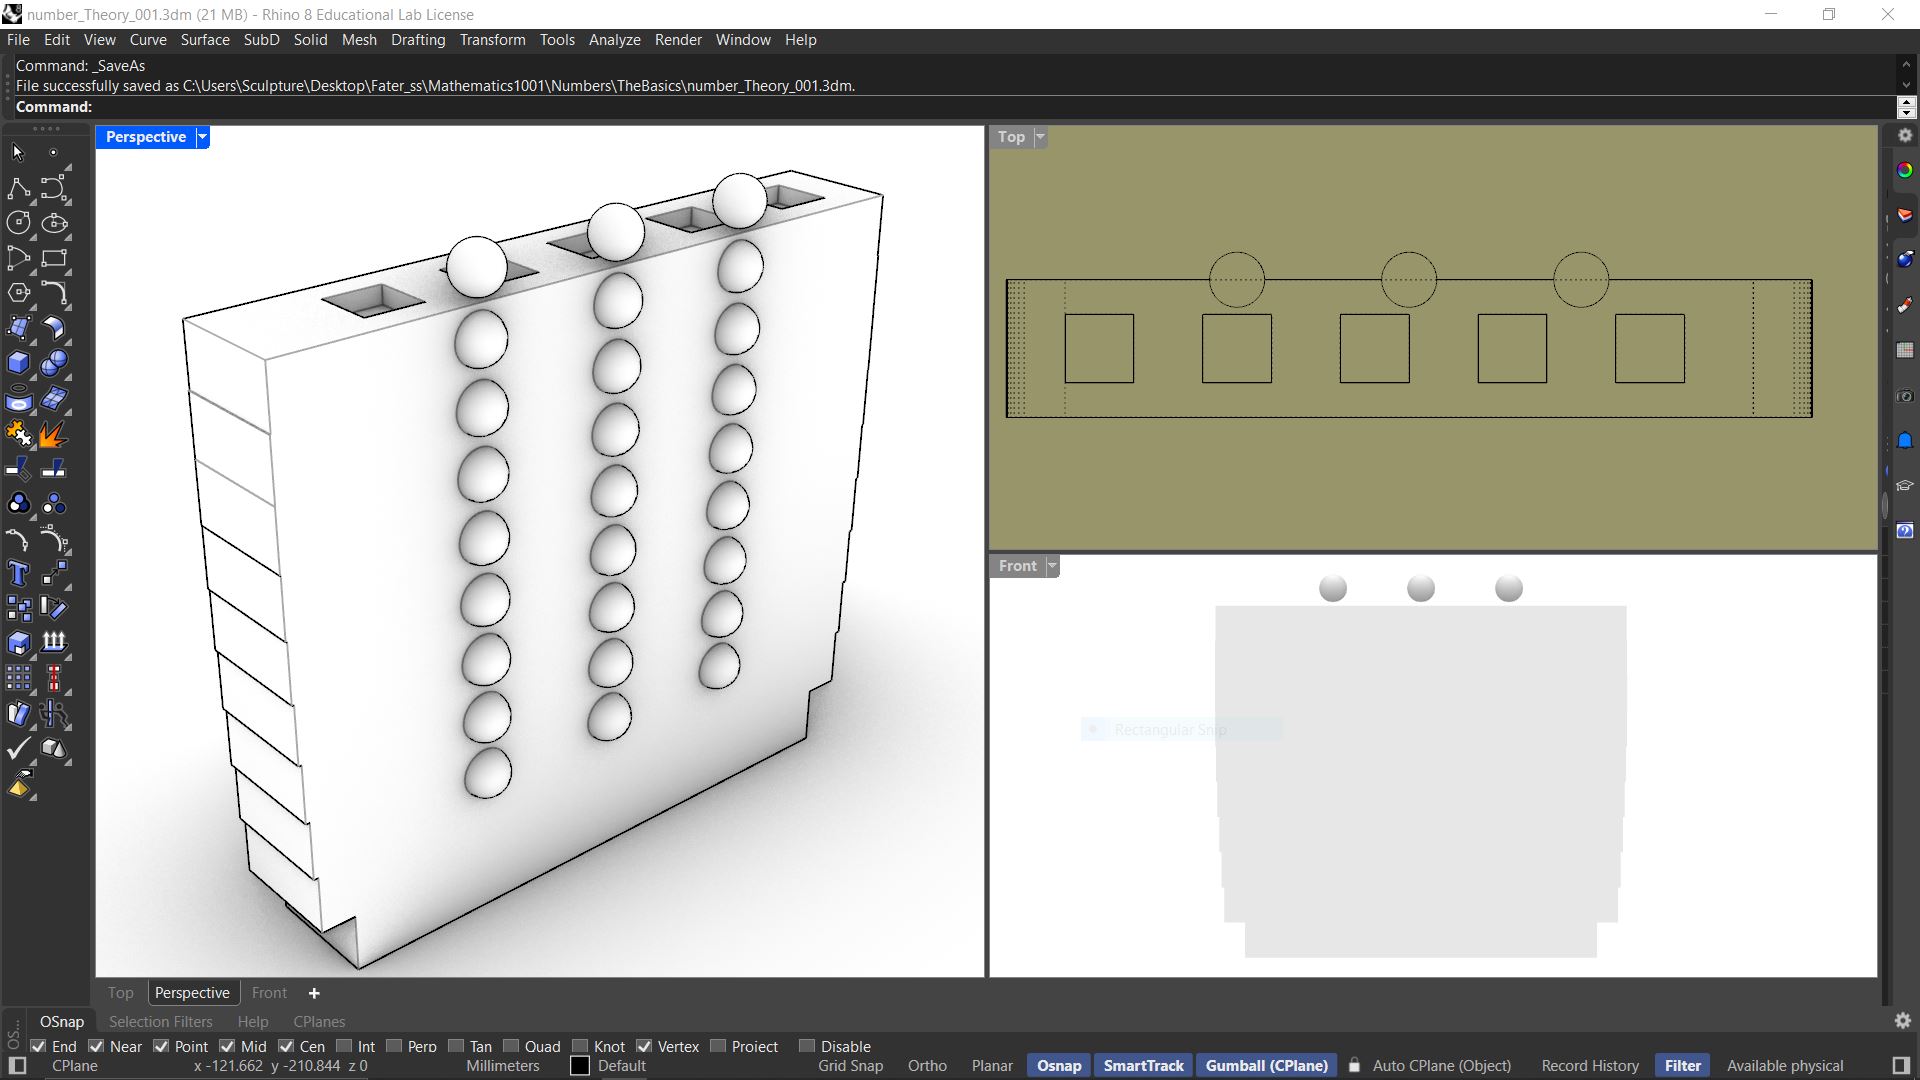 number_Theory_001.3dm (21 MB) - Rhino 8 Educational Lab License
File Edit View Curve Surface SubD Solid Mesh Drafting Transform Tools Analyze Render Window Help
Command: _SaveAs
File successfully saved as C:\Users\Sculpture\Desktop\Fater_ss\Mathematics1001\Numbers\TheBasics\number_Theory_001.3dm.
Command:
Perspective
Top
Front
Rectangular Snip
Top Perspective Front +
OS...
OSnap Selection Filters Help CPlanes
End Near Point Mid Cen Int Perp Tan Quad Knot Vertex Project Disable
CPlane x -121.662 y -210.844 z 0 Millimeters Default Grid Snap Ortho Planar Osnap SmartTrack Gumball (CPlane) Auto CPlane (Object) Record History Filter Available physical